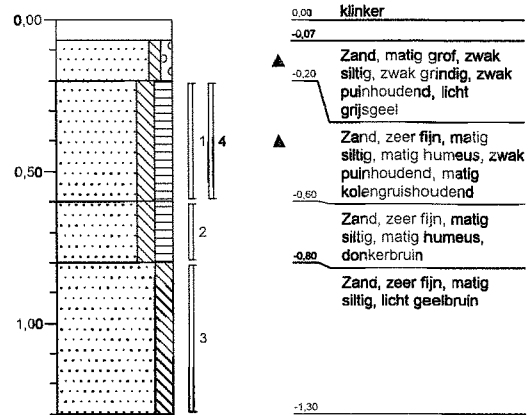 0,00
0,50
1,00
1
4
2
3
0,00
klinker
-0,07
Zand, matig grof, zwak
siltig, zwak grindig, zwak
puinhoudend, licht
grijsgeel
-0,20
Zand, zeer fijn, matig
siltig, matig humeus, zwak
puinhoudend, matig
kolengruishoudend
-0,60
Zand, zeer fijn, matig
siltig, matig humeus,
donkerbruin
-0,80
Zand, zeer fijn, matig
siltig, licht geelbruin
-1,30